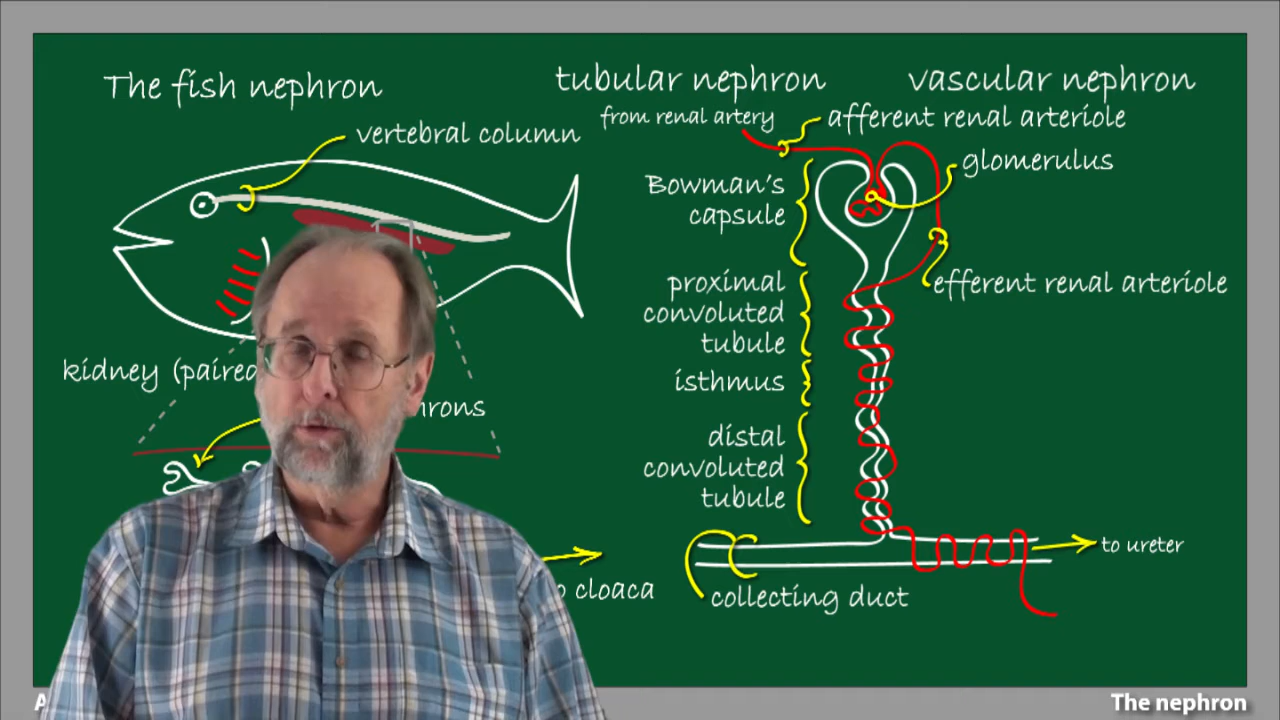 The fish nephron
vertebral column
kidney (paired
hrons
o cloaca
tubular nephron
vascular nephron
from renal artery
afferent renal arteriole
glomerulus
Bowman's
capsule
efferent renal arteriole
proximal
convoluted
tubule
isthmus
distal
convoluted
tubule
to ureter
collecting duct
A
The nephron